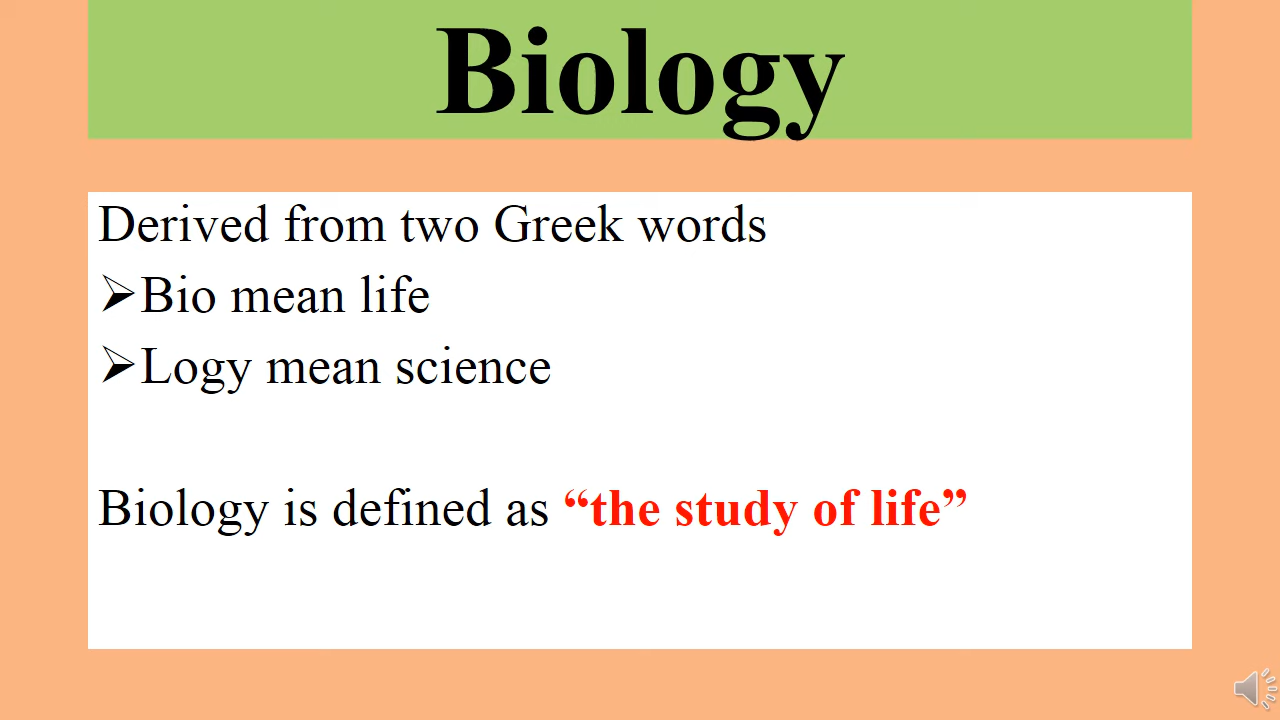 Biology
Derived from two Greek words
➢Bio mean life
➢Logy mean science
Biology is defined as “the study of life”